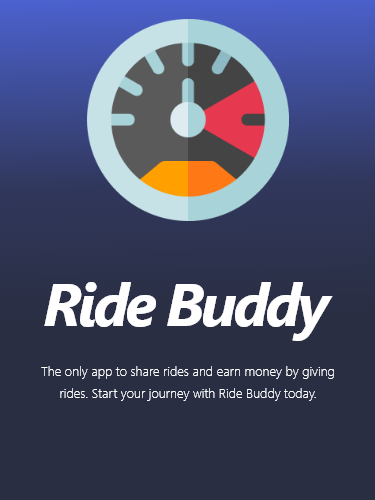 Ride Buddy
The only app to share rides and earn money by giving
rides. Start your journey with Ride Buddy today.